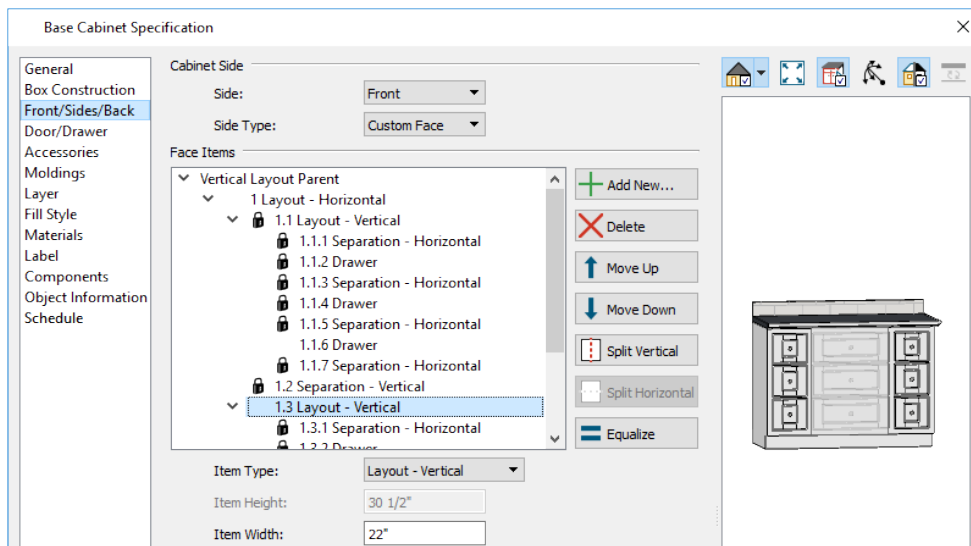 Base Cabinet Specification
General
Box Construction
Front/Sides/Back
Door/Drawer
Accessories
Moldings
Layer
Fill Style
Materials
Label
Components
Object Information
Schedule
Cabinet Side
Side: Front
Side Type: Custom Face
Face Items
Vertical Layout Parent
1 Layout - Horizontal
1.1 Layout - Vertical
1.1.1 Separation - Horizontal
1.1.2 Drawer
1.1.3 Separation - Horizontal
1.1.4 Drawer
1.1.5 Separation - Horizontal
1.1.6 Drawer
1.1.7 Separation - Horizontal
1.2 Separation - Vertical
1.3 Layout - Vertical
1.3.1 Separation - Horizontal
1.3.2 Drawer
Add New...
Delete
Move Up
Move Down
Split Vertical
Split Horizontal
Equalize
Item Type: Layout - Vertical
Item Height: 30 1/2"
Item Width: 22"